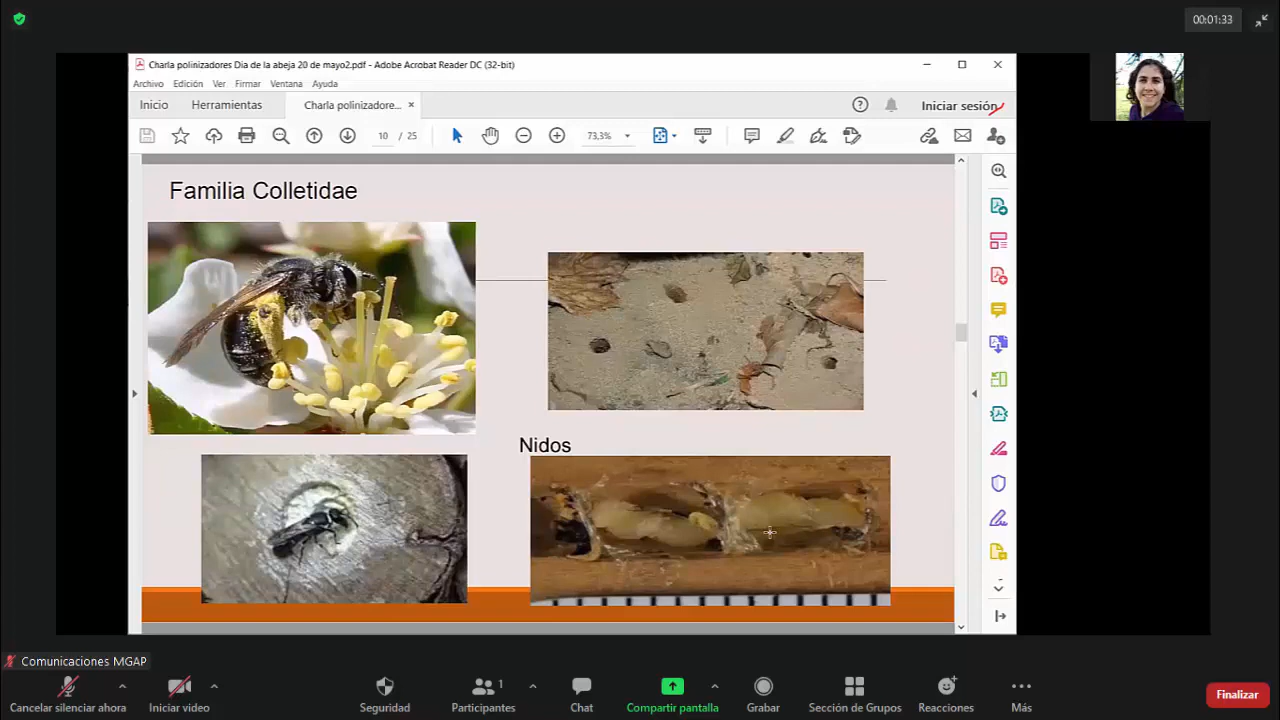 00:01:33
Charla polinizadores Dia de la abeja 20 de mayo2.pdf - Adobe Acrobat Reader DC (32-bit)
Archivo Edición Ver Firmar Ventana Ayuda
Inicio Herramientas Charla polinizadore... × Iniciar sesión
10 / 25 73,3%
Familia Colletidae
Nidos
Comunicaciones MGAP
1
Cancelar silenciar ahora Iniciar video Seguridad Participantes Chat Compartir pantalla Grabar Sección de Grupos Reacciones Más Finalizar